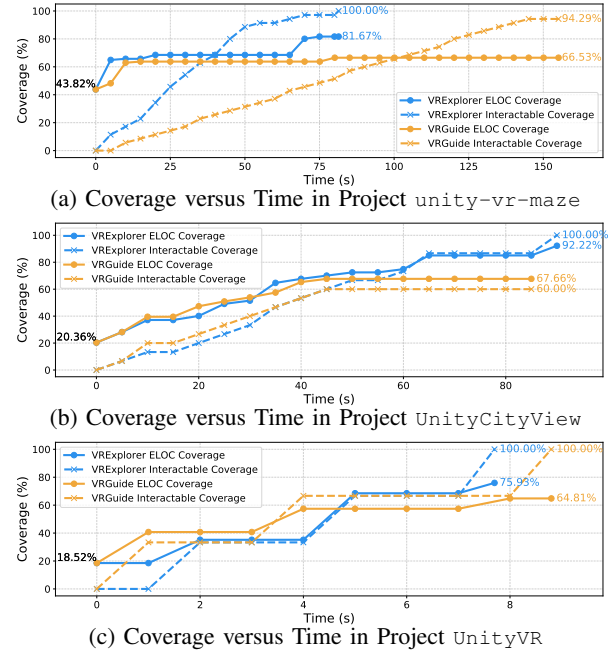 100.00%
100
94.29%
81.67%
80
66.53%
60
Coverage (%)
43.82%
40
VRExplorer ELOC Coverage
VRExplorer Interactable Coverage
20
VRGuide ELOC Coverage
VRGuide Interactable Coverage
0
0 25 50 75 100 125 150
Time (s)
(a) Coverage versus Time in Project unity-vr-maze
100
VRExplorer ELOC Coverage
100.00%
VRExplorer Interactable Coverage
92.22%
80
VRGuide ELOC Coverage
VRGuide Interactable Coverage
67.66%
60
60.00%
Coverage (%)
40
20.36%
20
0
0 20 40 60 80
Time (s)
(b) Coverage versus Time in Project UnityCityView
100
VRExplorer ELOC Coverage
100.00%
100.00%
VRExplorer Interactable Coverage
80
VRGuide ELOC Coverage
75.93%
VRGuide Interactable Coverage
64.81%
60
Coverage (%)
40
18.52%
20
0
0 2 4 6 8
Time (s)
(c) Coverage versus Time in Project UnityVR